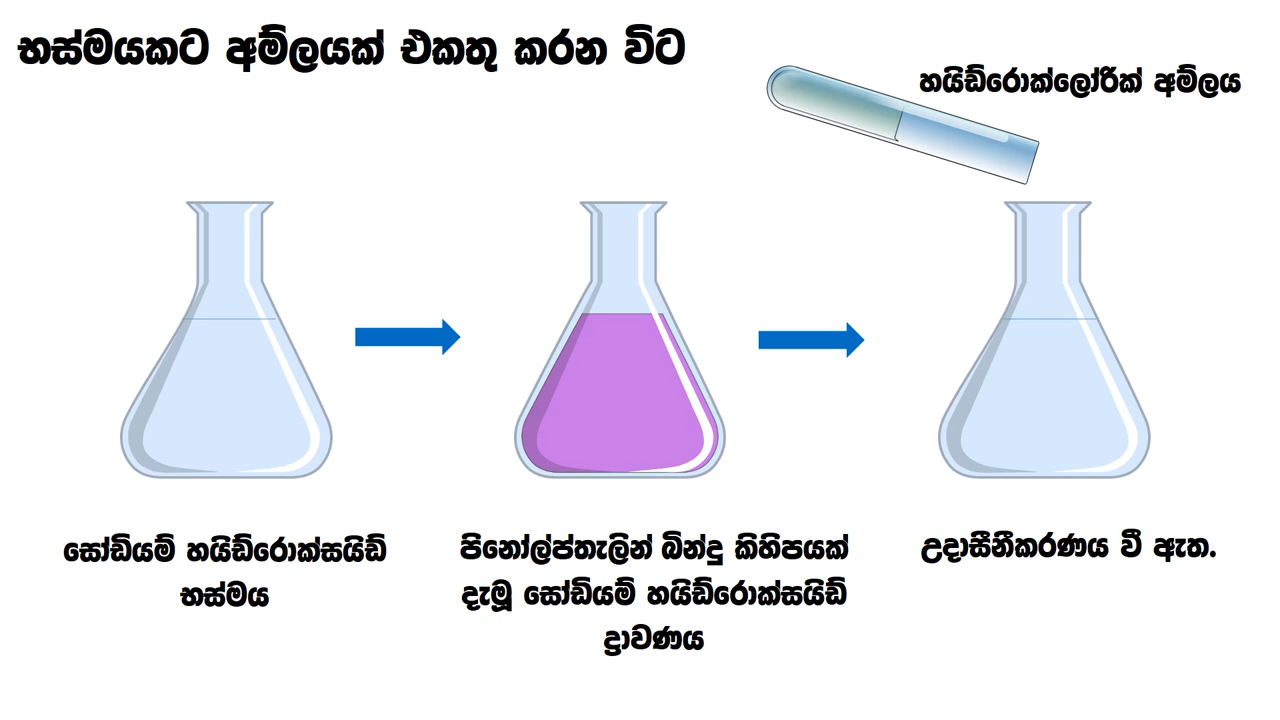 භස්මයකට අම්ලයක් එකතු කරන විට
හයිඩ්රොක්ලෝරික් අම්ලය
සෝඩියම් හයිඩ්රොක්සයිඩ්
භස්මය
පිනෝල්ප්තැලින් බින්දු කිහිපයක්
දැමූ සෝඩියම් හයිඩ්රොක්සයිඩ්
ද්‍රාවණය
උදාසීනීකරණය වී ඇත.